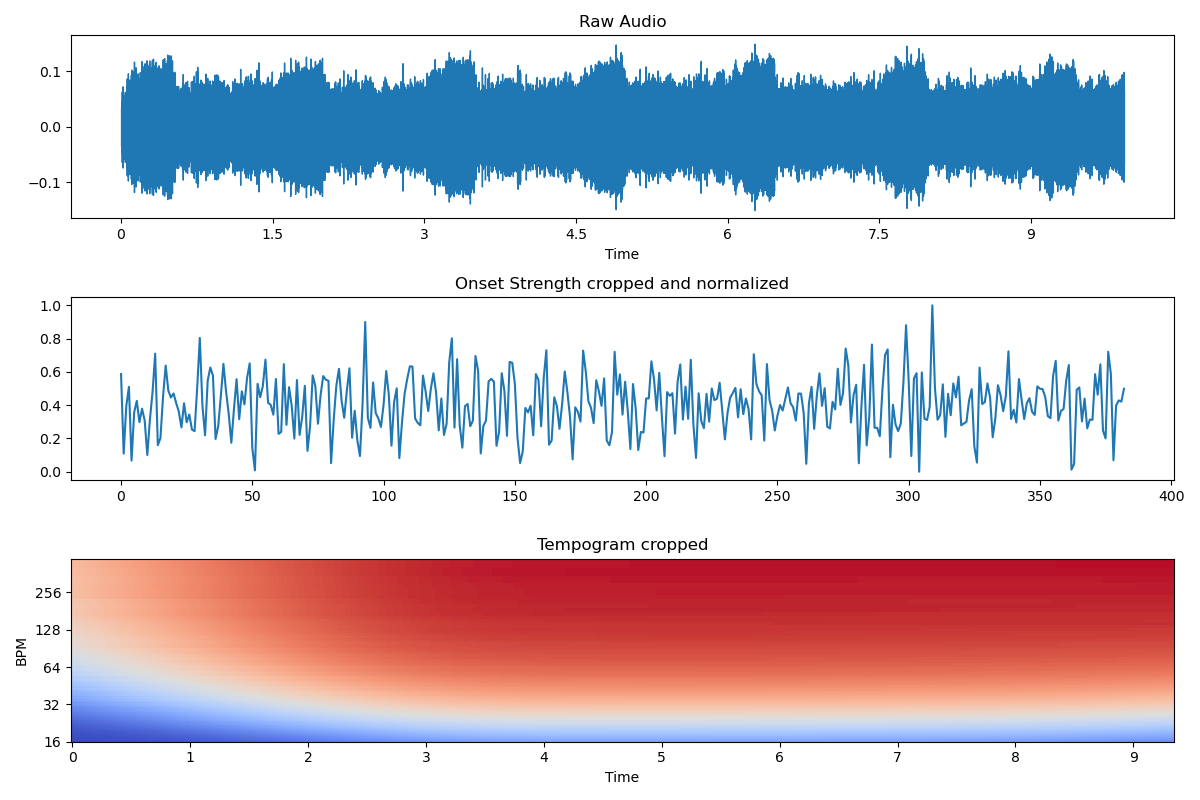 Raw Audio
0.1
0.0
−0.1
0 1.5 3 4.5 6 7.5 9
Time
Onset Strength cropped and normalized
1.0
0.8
0.6
0.4
0.2
0.0
0 50 100 150 200 250 300 350 400
Tempogram cropped
256
128
64
32
16
BPM
0 1 2 3 4 5 6 7 8 9
Time